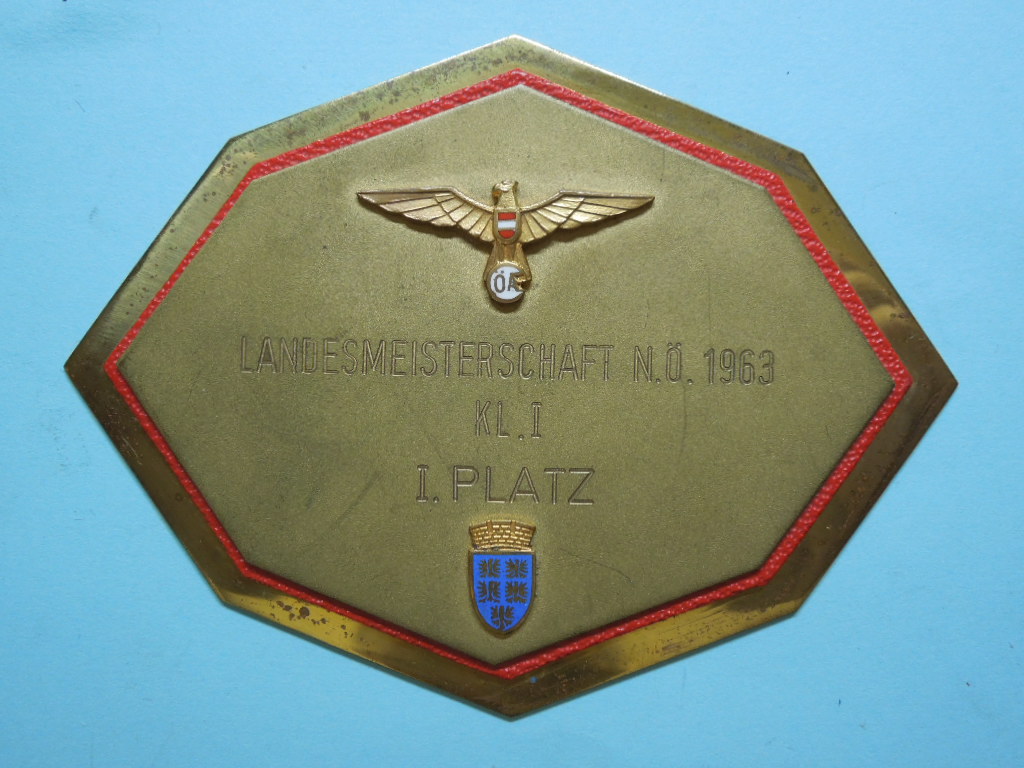 ÖA
LANDESMEISTERSCHAFT N.Ö. 1963
KL. I
I. PLATZ